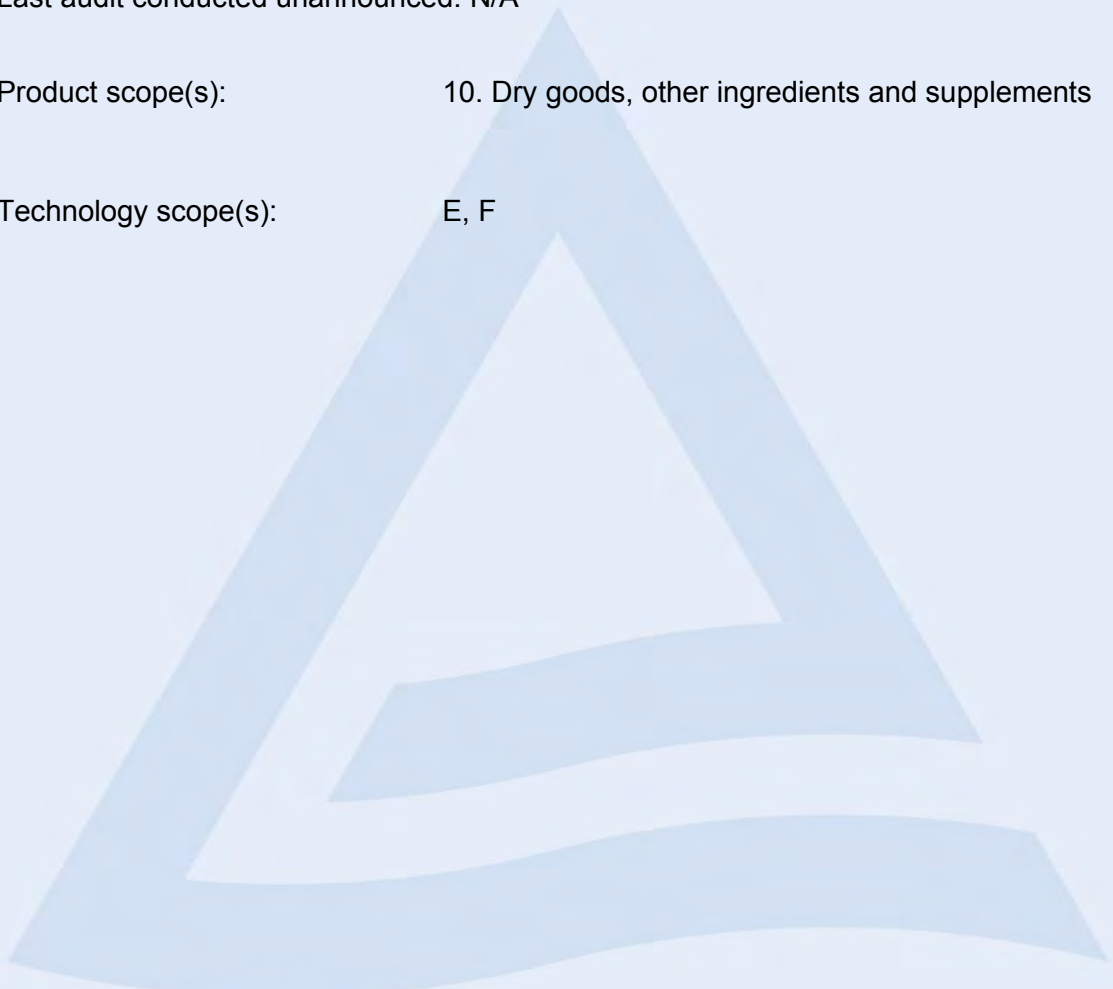 Last audit conducted unannounced: N/A
Product scope(s): 10. Dry goods, other ingredients and supplements
Technology scope(s): E, F